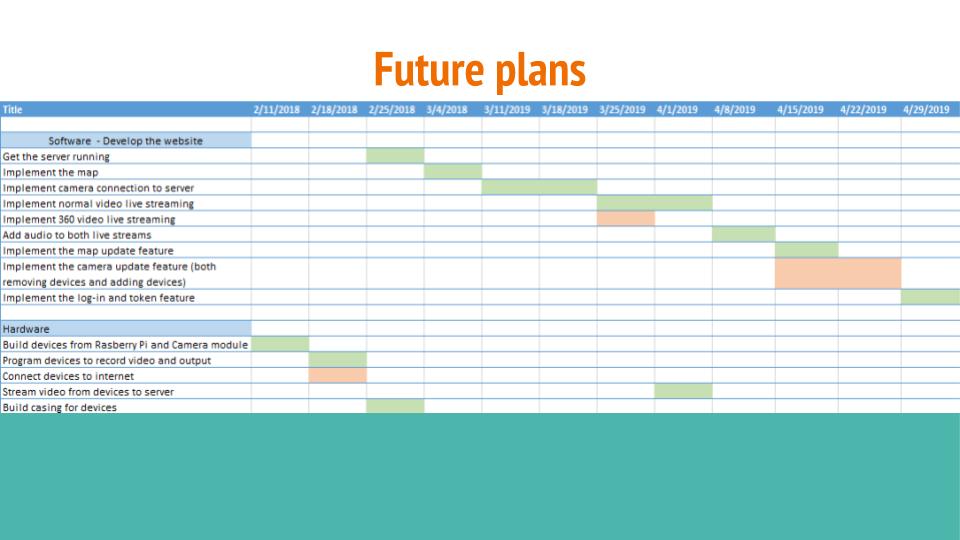 Future plans
Title 2/11/2018 2/18/2018 2/25/2018 3/4/2018 3/11/2019 3/18/2019 3/25/2019 4/1/2019 4/8/2019 4/15/2019 4/22/2019 4/29/2019
Software - Develop the website
Get the server running
Implement the map
Implement camera connection to server
Implement normal video live streaming
Implement 360 video live streaming
Add audio to both live streams
Implement the map update feature
Implement the camera update feature (both
removing devices and adding devices)
Implement the log-in and token feature
Hardware
Build devices from Rasberry Pi and Camera module
Program devices to record video and output
Connect devices to internet
Stream video from devices to server
Build casing for devices